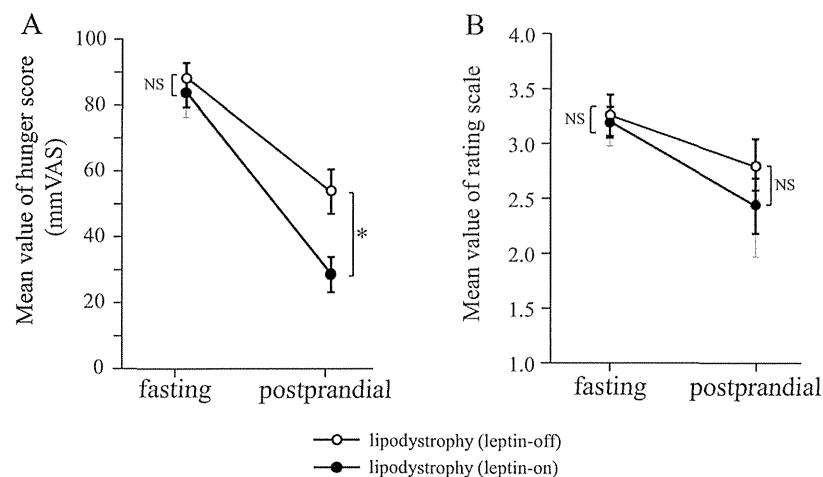 A
Mean value of hunger score
(mmVAS)
100
80
60
40
20
0
NS
*
fasting
postprandial
B
Mean value of rating scale
4.0
3.5
3.0
2.5
2.0
1.5
1.0
NS
NS
fasting
postprandial
lipodystrophy (leptin-off)
lipodystrophy (leptin-on)